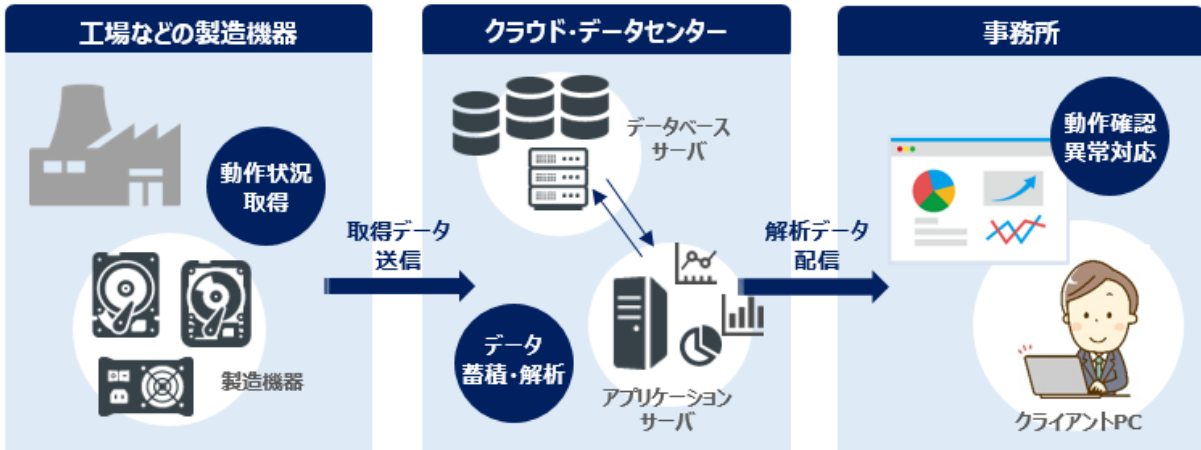 工場などの製造機器
動作状況
取得
製造機器
取得データ
送信
クラウド・データセンター
データベース
サーバ
データ
蓄積・解析
アプリケーション
サーバ
解析データ
配信
事務所
動作確認
異常対応
クライアントPC